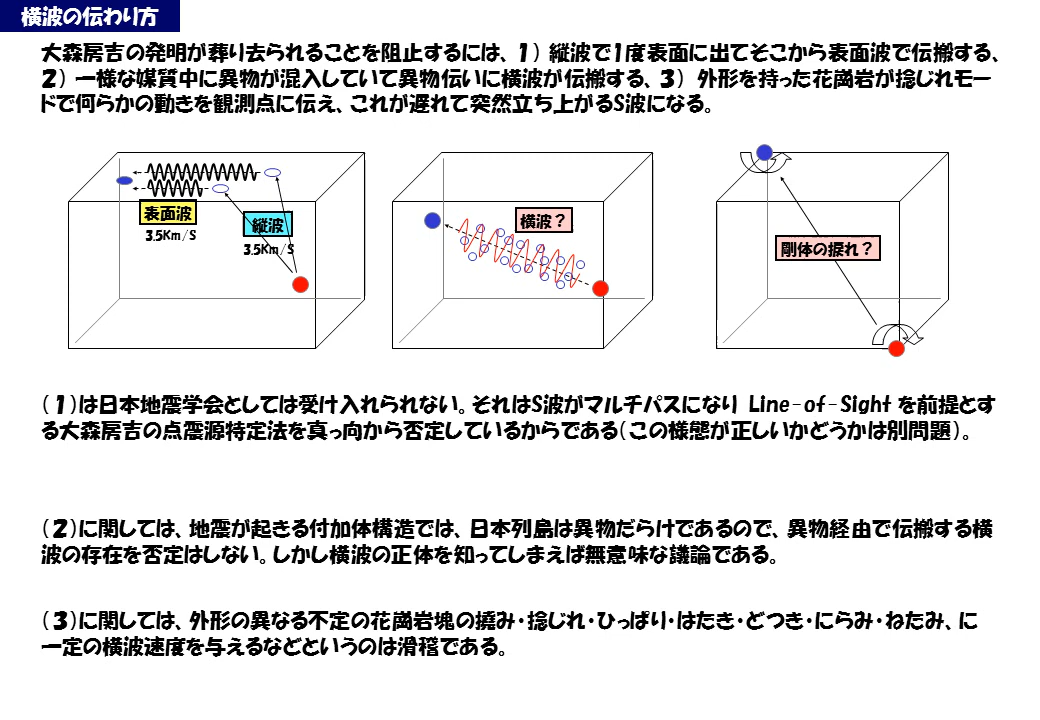 横波の伝わり方
大森房吉の発明が葬り去られることを阻止するには、１） 縦波で１度表面に出てそこから表面波で伝搬する、
２） 一様な媒質中に異物が混入していて異物伝いに横波が伝搬する、３） 外形を持った花崗岩が捻じれモー
ドで何らかの動きを観測点に伝え、これが遅れて突然立ち上がるS波になる。
表面波
3.5Km/S
縦波
3.5Km/S
横波？
剛体の捩れ？
（１）は日本地震学会としては受け入れられない。それはS波がマルチパスになり Line-of-Sight を前提とす
る大森房吉の点震源特定法を真っ向から否定しているからである（この様態が正しいかどうかは別問題）。
（２）に関しては、地震が起きる付加体構造では、日本列島は異物だらけであるので、異物経由で伝搬する横
波の存在を否定はしない。しかし横波の正体を知ってしまえば無意味な議論である。
（３）に関しては、外形の異なる不定の花崗岩塊の撓み・捻じれ・ひっぱり・はたき・どつき・にらみ・ねたみ、に
一定の横波速度を与えるなどというのは滑稽である。